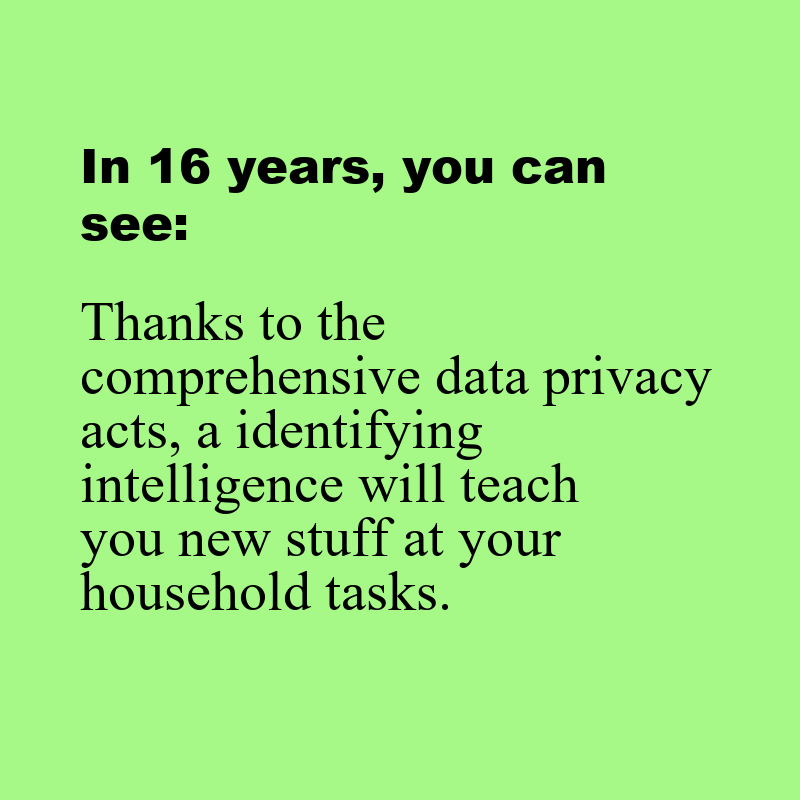 In 16 years, you can
see:
Thanks to the
comprehensive data privacy
acts, a identifying
intelligence will teach
you new stuff at your
household tasks.